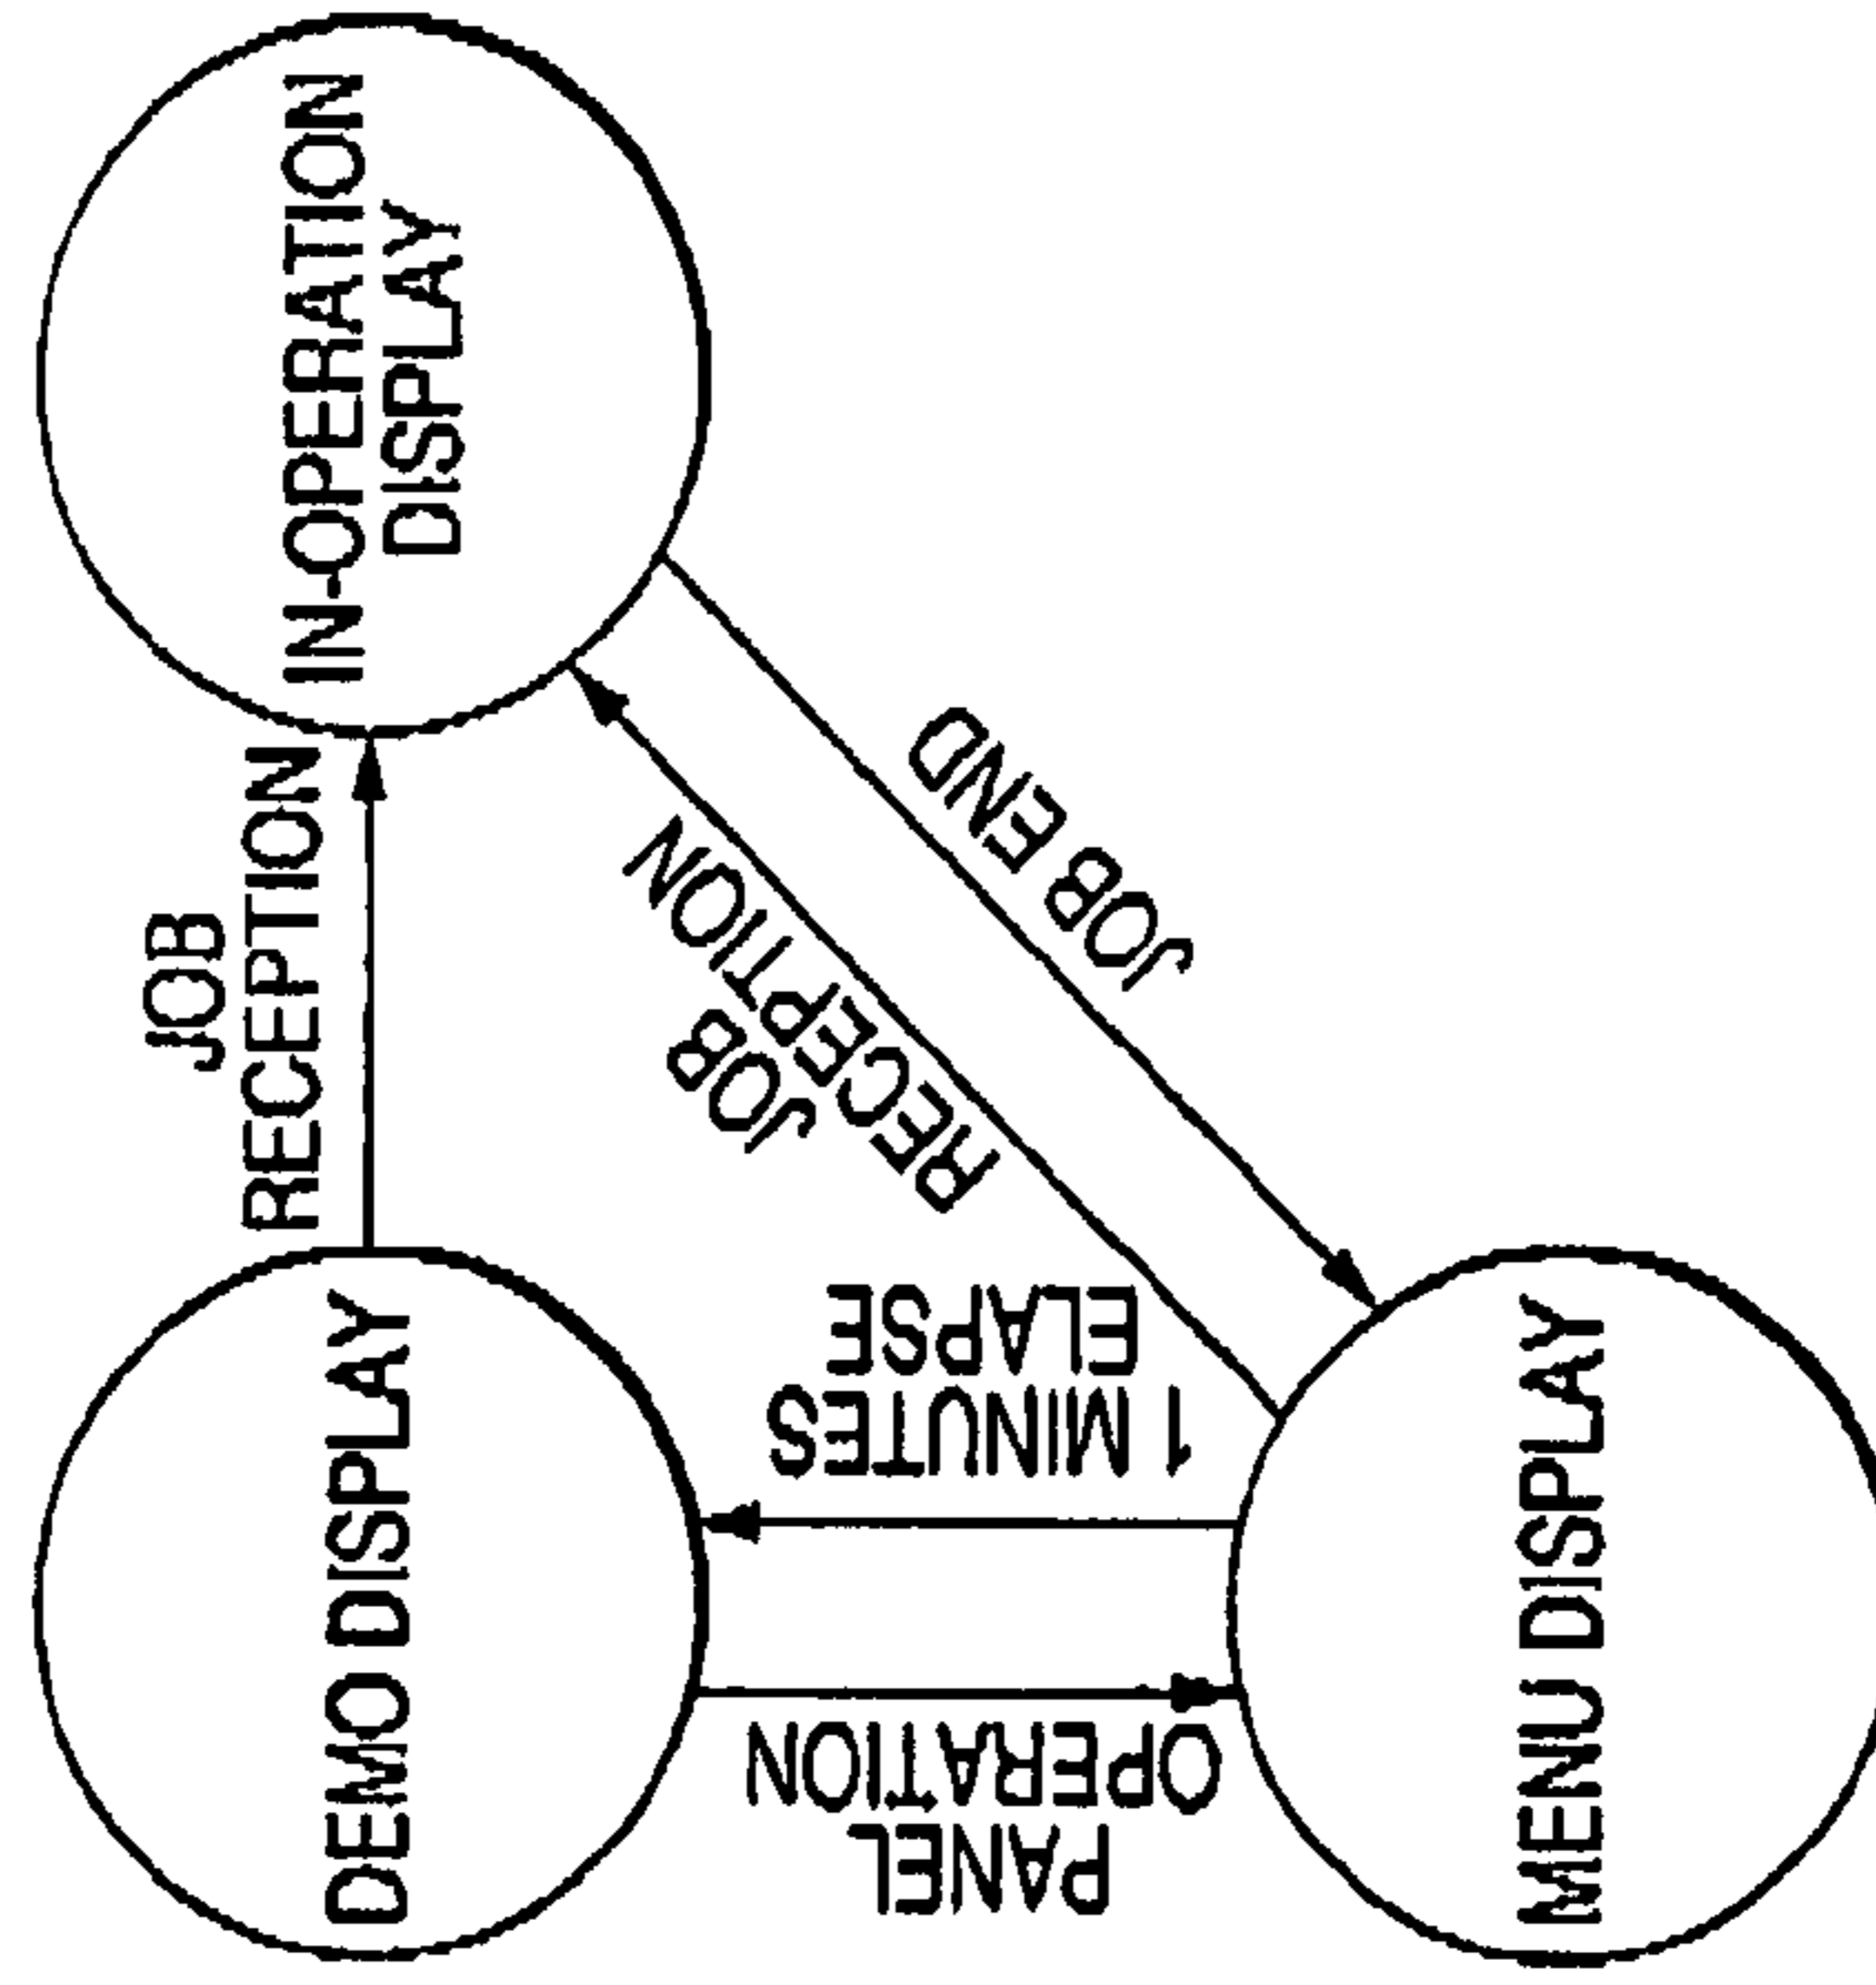 DEMO DISPLAY
JOB
RECEPTION
IN-OPERATION
DISPLAY
PANEL
OPERATION
1 MINUTES
ELAPSE
JOB
RECEPTION
JOB END
MENU DISPLAY